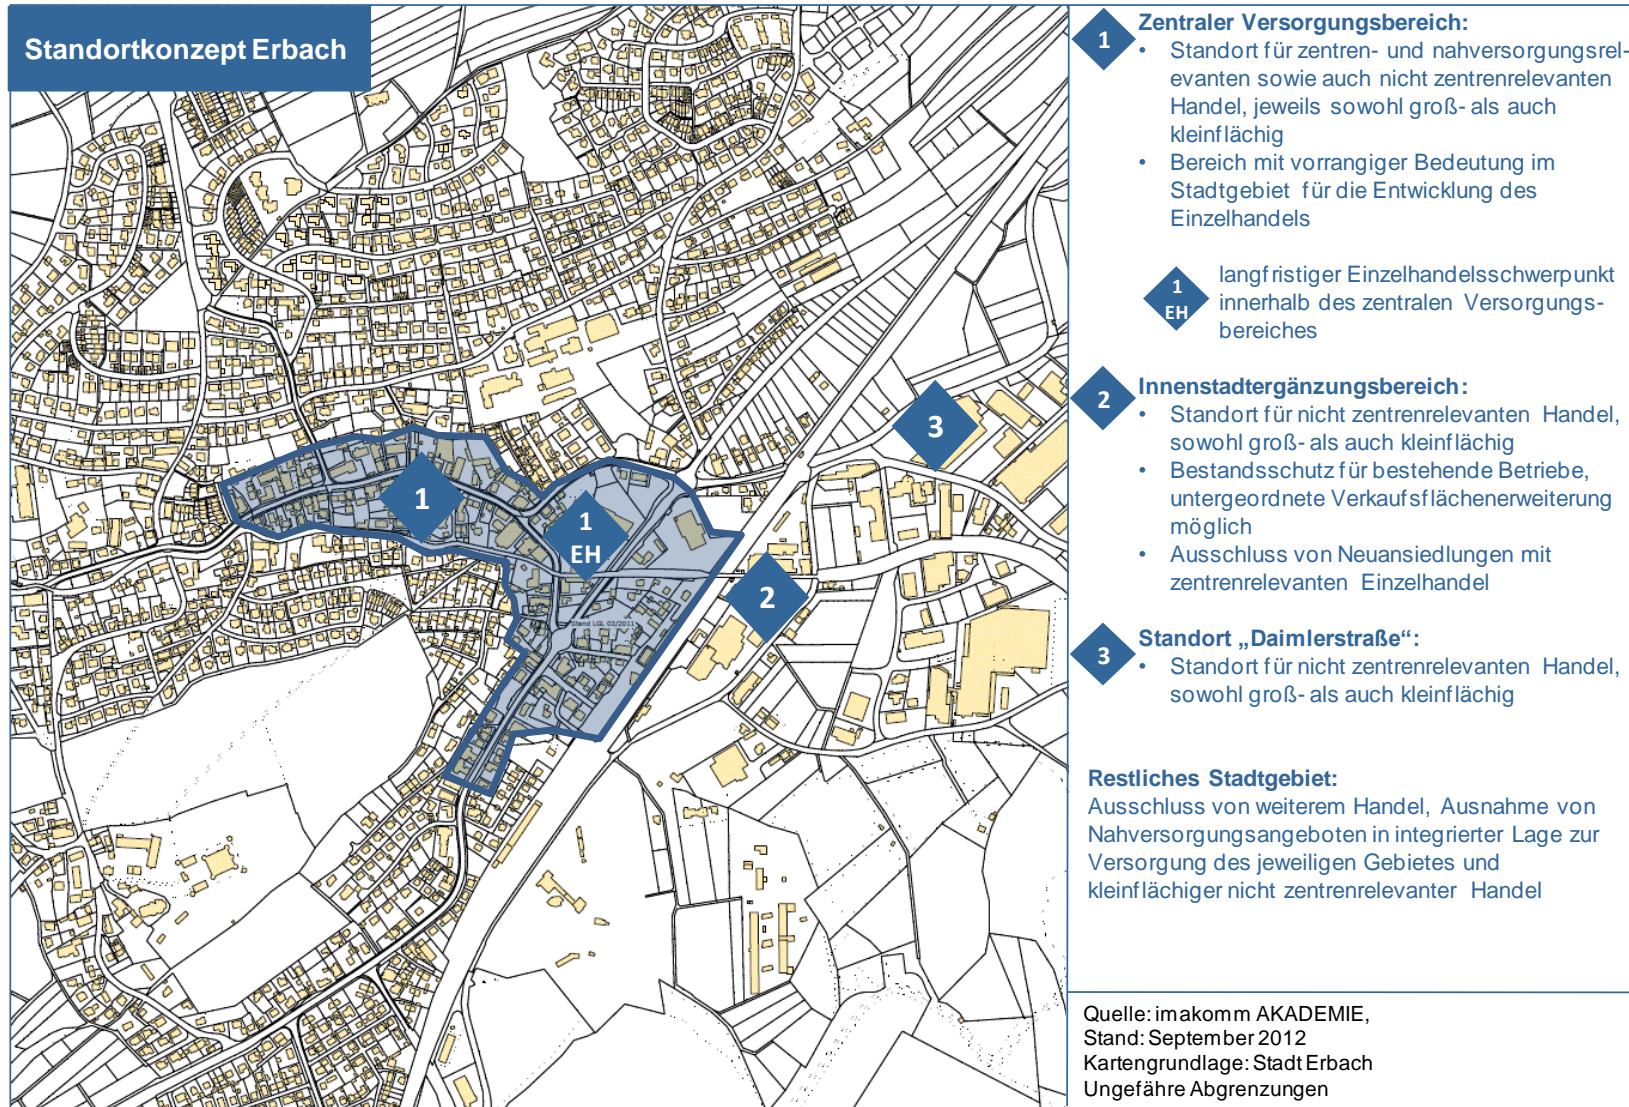 Standortkonzept Erbach
1
1
EH
2
3
Stand LGL 03/2011
1
Zentraler Versorgungsbereich:
• Standort für zentren- und nahversorgungsrel-
evanten sowie auch nicht zentrenrelevanten
Handel, jeweils sowohl groß- als auch
kleinflächig
• Bereich mit vorrangiger Bedeutung im
Stadtgebiet für die Entwicklung des
Einzelhandels
1
EH
langfristiger Einzelhandelsschwerpunkt
innerhalb des zentralen Versorgungs-
bereiches
2
Innenstadtergänzungsbereich:
• Standort für nicht zentrenrelevanten Handel,
sowohl groß- als auch kleinflächig
• Bestandsschutz für bestehende Betriebe,
untergeordnete Verkaufsflächenerweiterung
möglich
• Ausschluss von Neuansiedlungen mit
zentrenrelevanten Einzelhandel
3
Standort „Daimlerstraße“:
• Standort für nicht zentrenrelevanten Handel,
sowohl groß- als auch kleinflächig
Restliches Stadtgebiet:
Ausschluss von weiterem Handel, Ausnahme von
Nahversorgungsangeboten in integrierter Lage zur
Versorgung des jeweiligen Gebietes und
kleinflächiger nicht zentrenrelevanter Handel
Quelle: imakomm AKADEMIE,
Stand: September 2012
Kartengrundlage: Stadt Erbach
Ungefähre Abgrenzungen